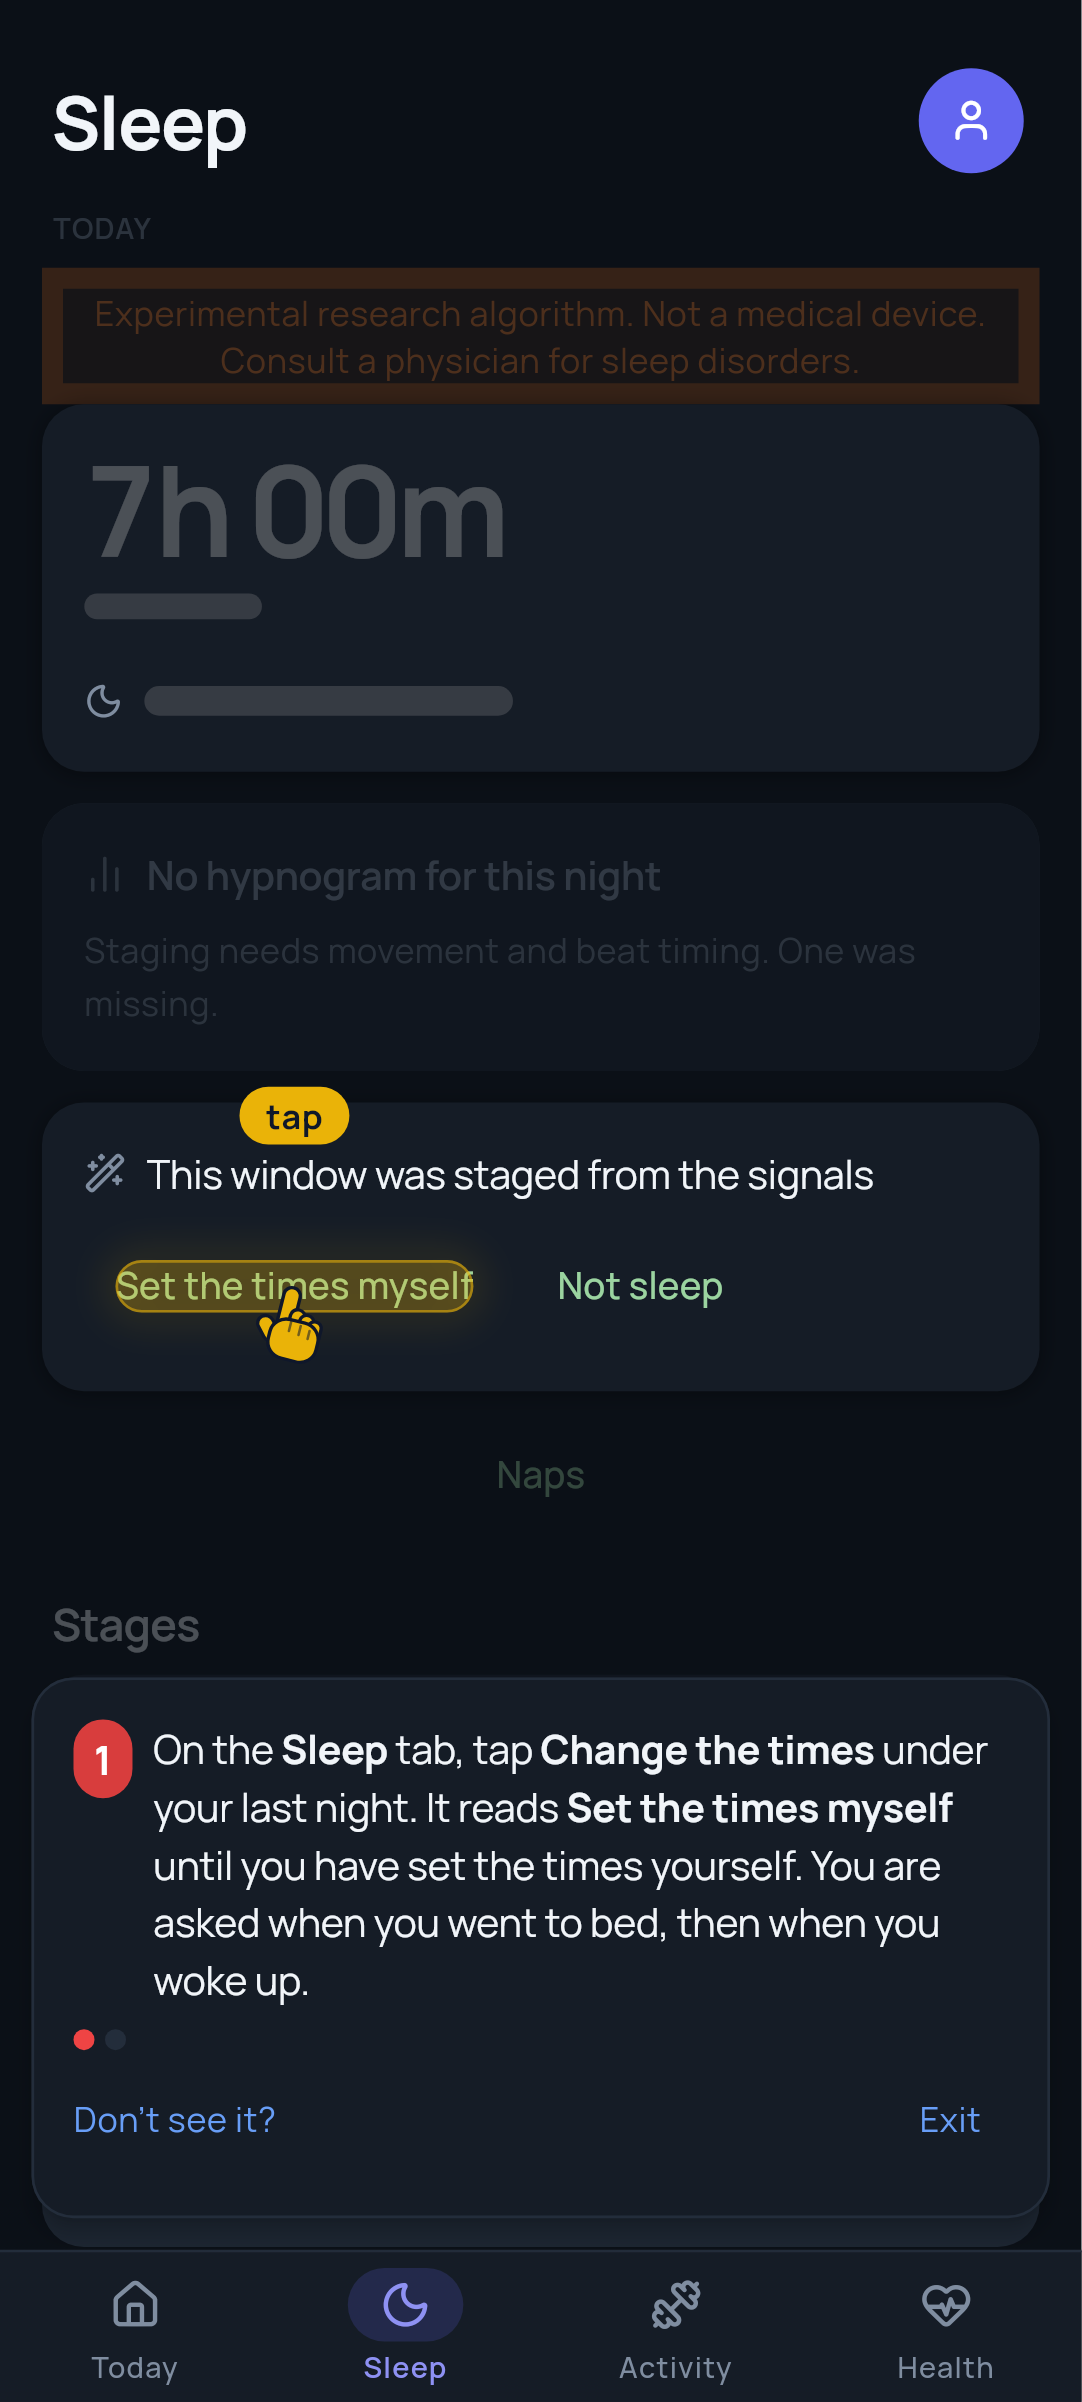 Sleep
TODAY
Experimental research algorithm. Not a medical device.
Consult a physician for sleep disorders.
7h 00m
No hypnogram for this night
Staging needs movement and beat timing. One was
missing.
tap
This window was staged from the signals
Set the times myself
Not sleep
Naps
Stages
1
On the Sleep tab, tap Change the times under
your last night. It reads Set the times myself
until you have set the times yourself. You are
asked when you went to bed, then when you
woke up.
Don't see it?
Exit
Today
Sleep
Activity
Health